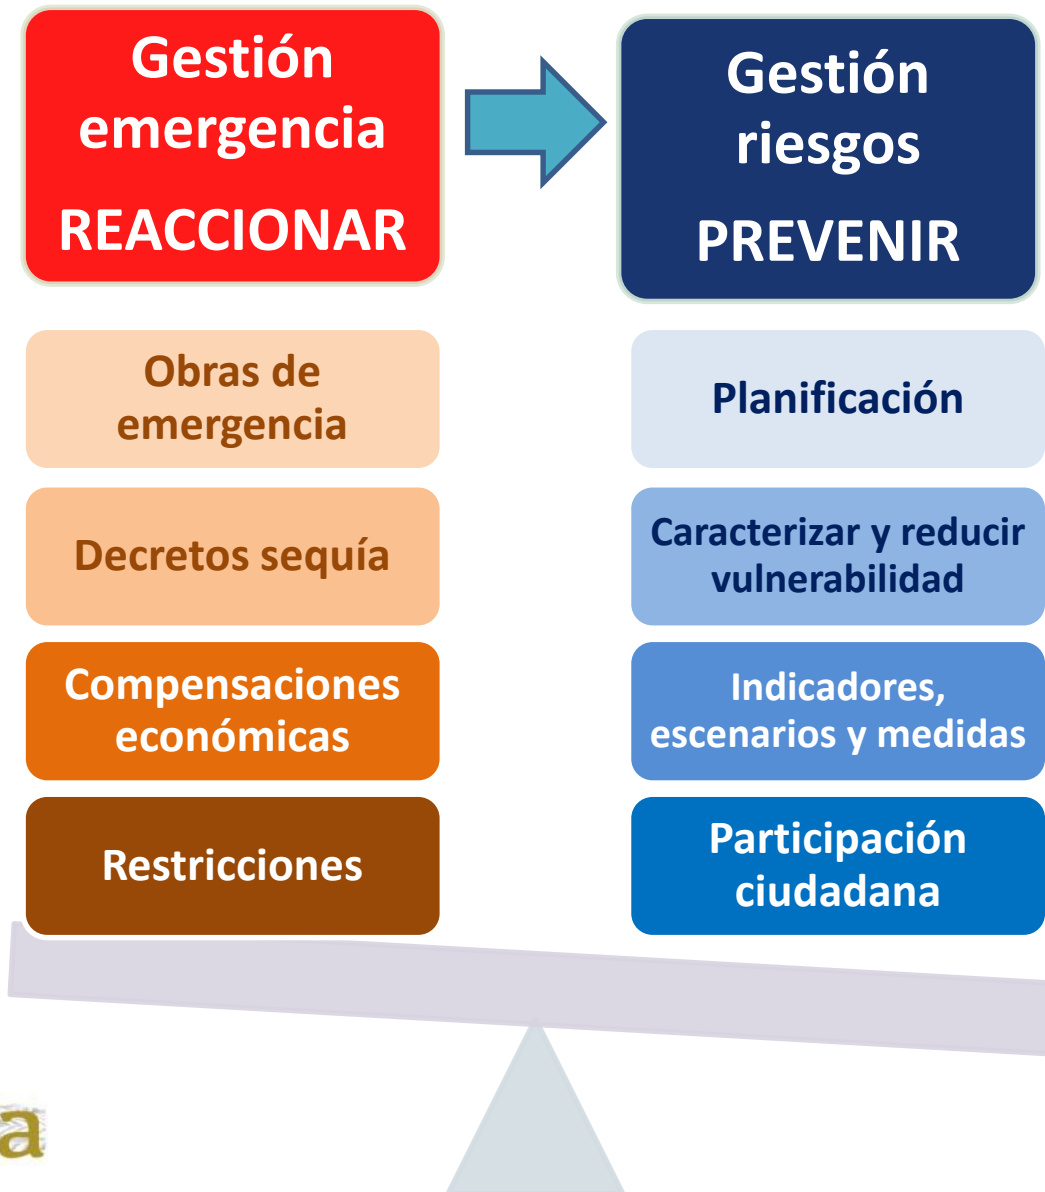 Gestión
emergencia
REACCIONAR
Gestión
riesgos
PREVENIR
Obras de
emergencia
Decretos sequía
Compensaciones
económicas
Restricciones
Planificación
Caracterizar y reducir
vulnerabilidad
Indicadores,
escenarios y medidas
Participación
ciudadana
a